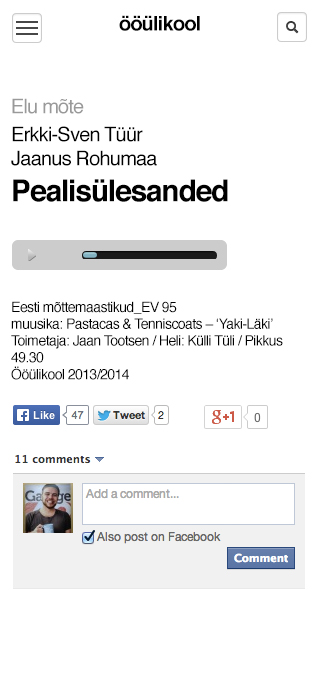 ööülikool
Elu mõte
Erkki-Sven Tüür
Jaanus Rohumaa
Pealisülesanded
Eesti mõttemaastikud_EV 95
muusika: Pastacas & Tenniscoats – ‘Yaki-Läki’
Toimetaja: Jaan Tootsen / Heli: Külli Tüli / Pikkus
49.30
Ööülikool 2013/2014
Like 47 Tweet 2 g+1 0
11 comments
Add a comment...
Also post on Facebook
Comment